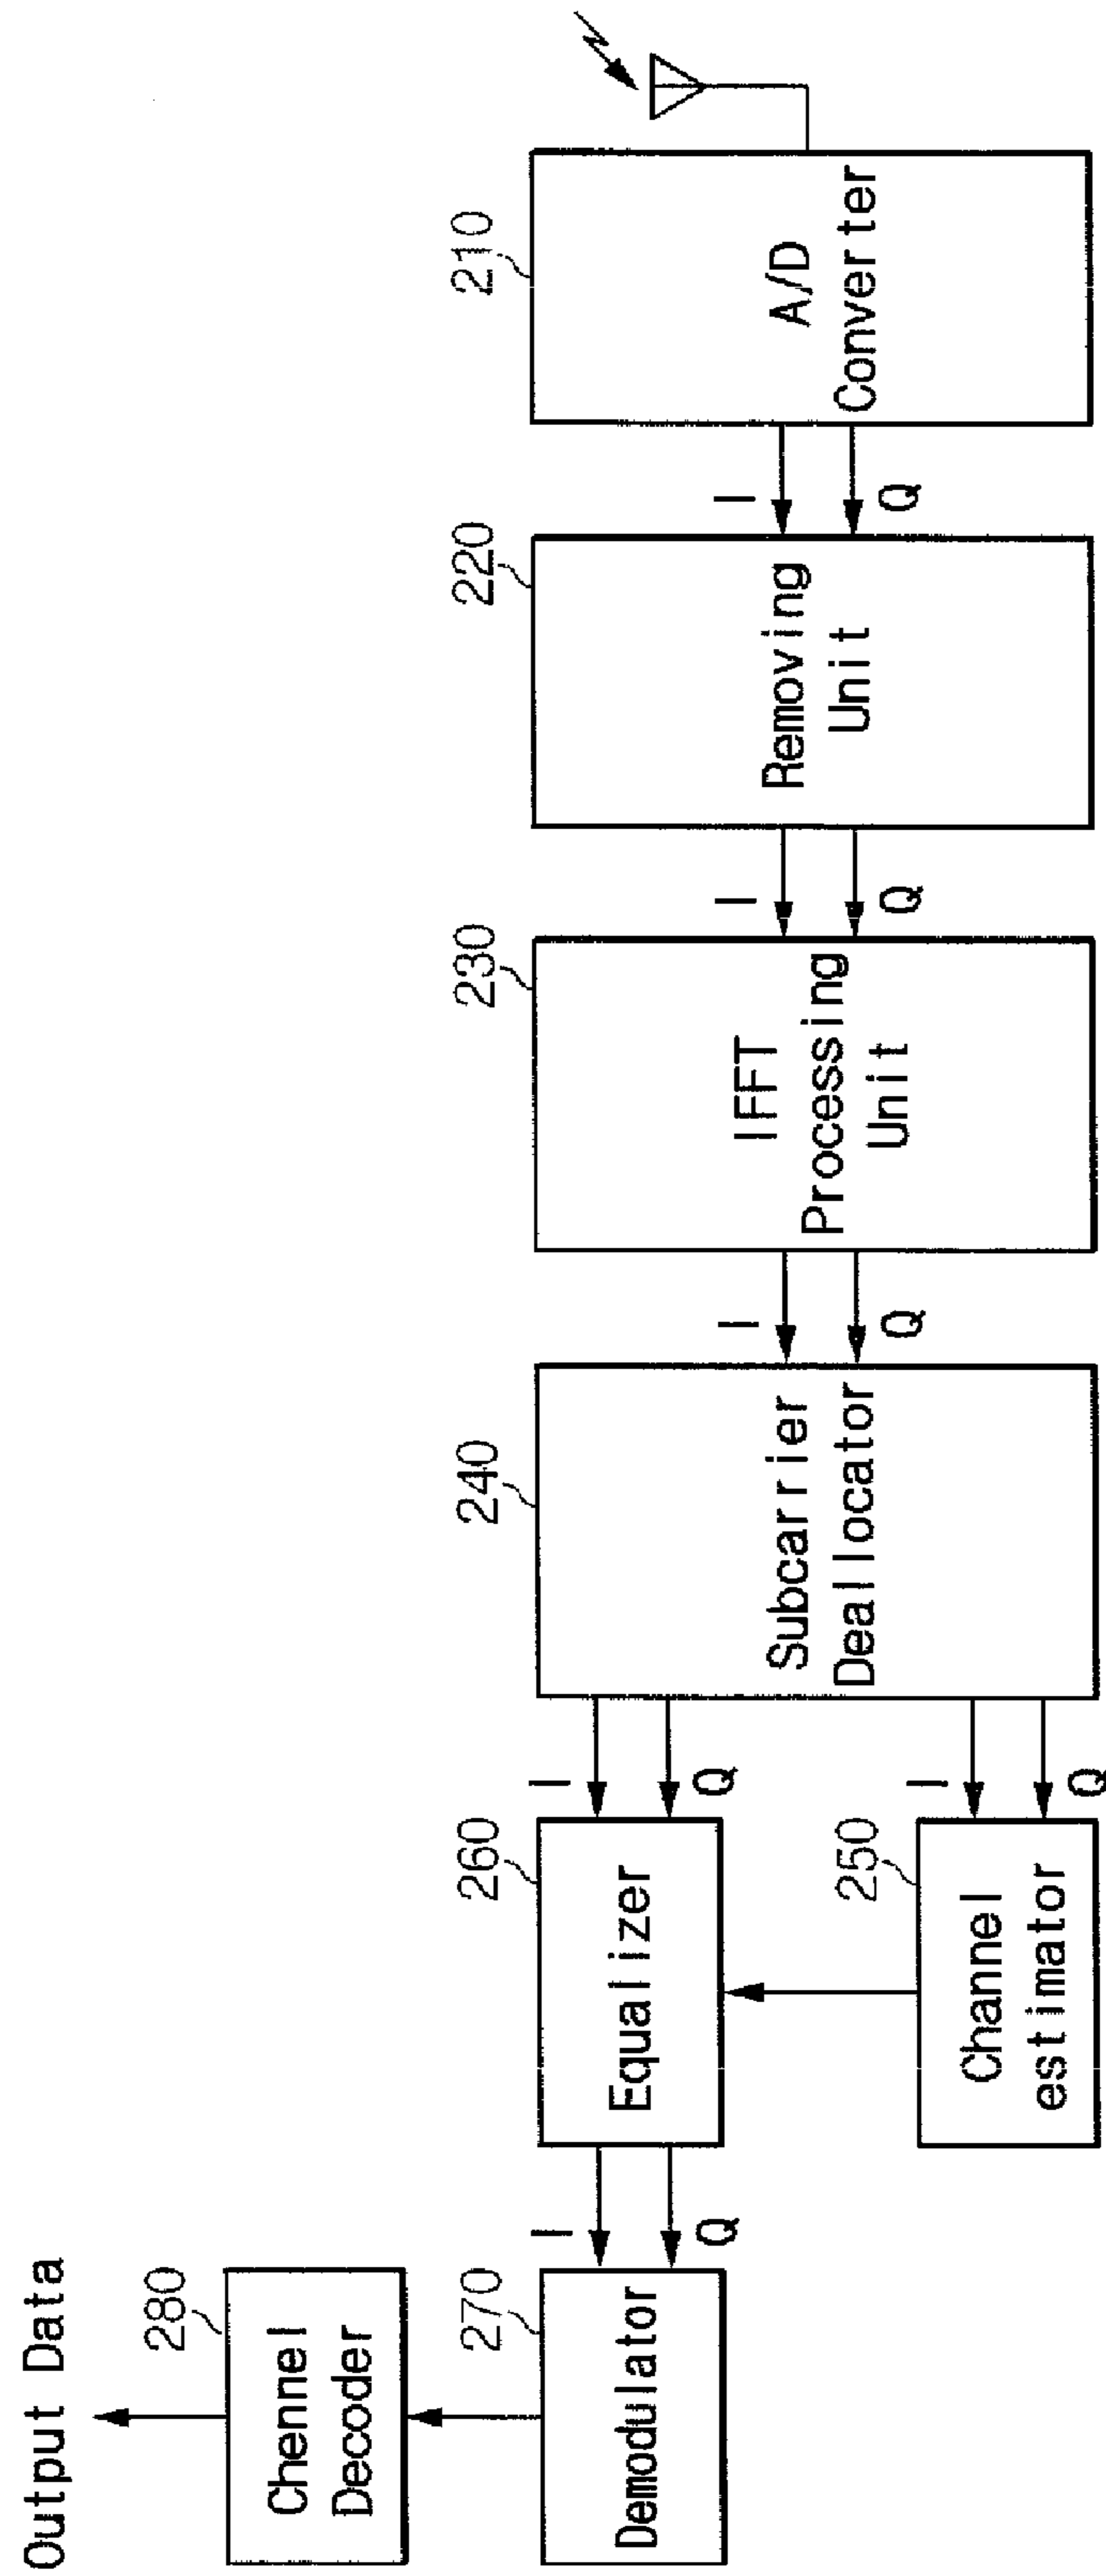 Output Data
280
Chennel
Decoder
270
Demodulator
I
Q
260
Equalizer
250
Channel
estimator
I
Q
I
Q
240
Subcarrier
Deallocator
I
Q
230
IFFT
Processing
Unit
I
Q
220
Removing
Unit
I
Q
210
A/D
Converter